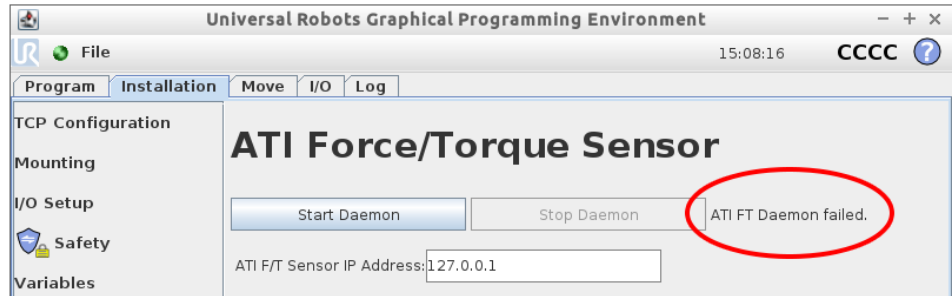 Universal Robots Graphical Programming Environment
UR File 15:08:16 CCCC ?
Program Installation Move I/O Log
TCP Configuration
ATI Force/Torque Sensor
Mounting
I/O Setup
Start Daemon Stop Daemon ATI FT Daemon failed.
Safety
ATI F/T Sensor IP Address: 127.0.0.1
Variables